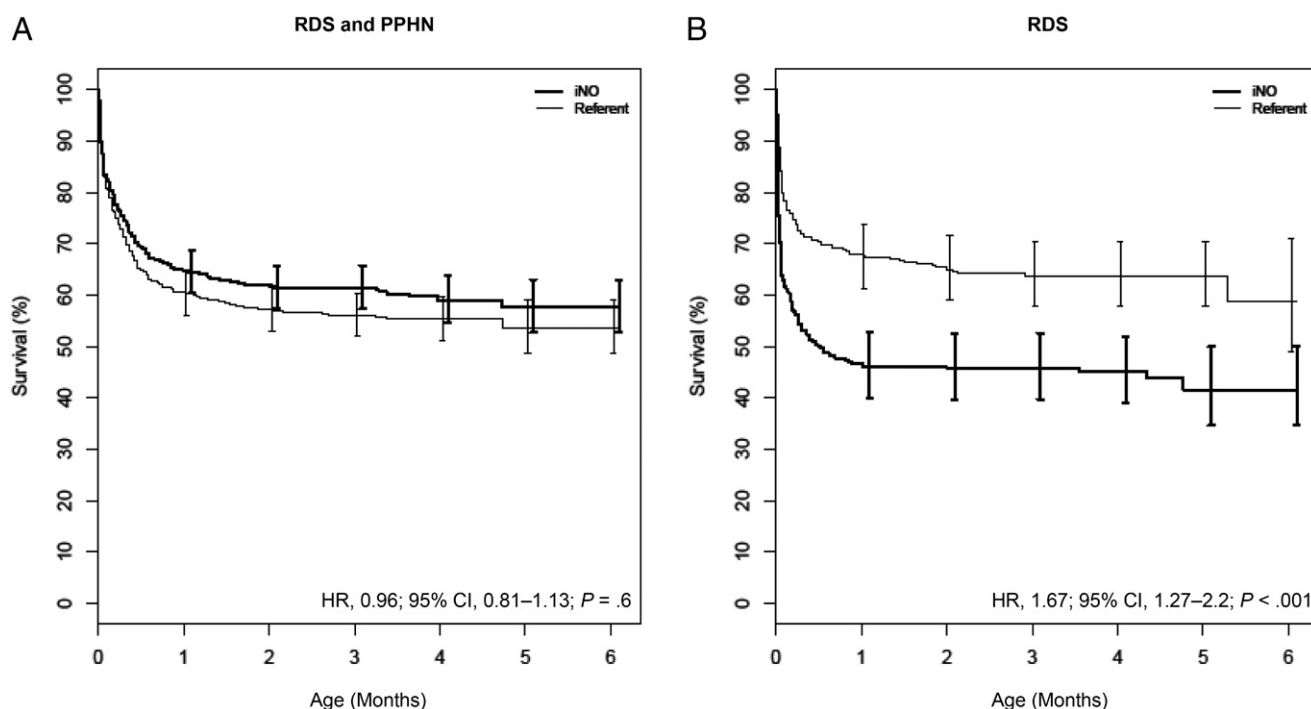 A
RDS and PPHN
iNO
Referent
100
90
80
70
60
50
40
30
20
10
0
Survival (%)
HR, 0.96; 95% CI, 0.81–1.13; P = .6
0 1 2 3 4 5 6
Age (Months)
B
RDS
iNO
Referent
100
90
80
70
60
50
40
30
20
10
0
Survival (%)
HR, 1.67; 95% CI, 1.27–2.2; P < .001
0 1 2 3 4 5 6
Age (Months)